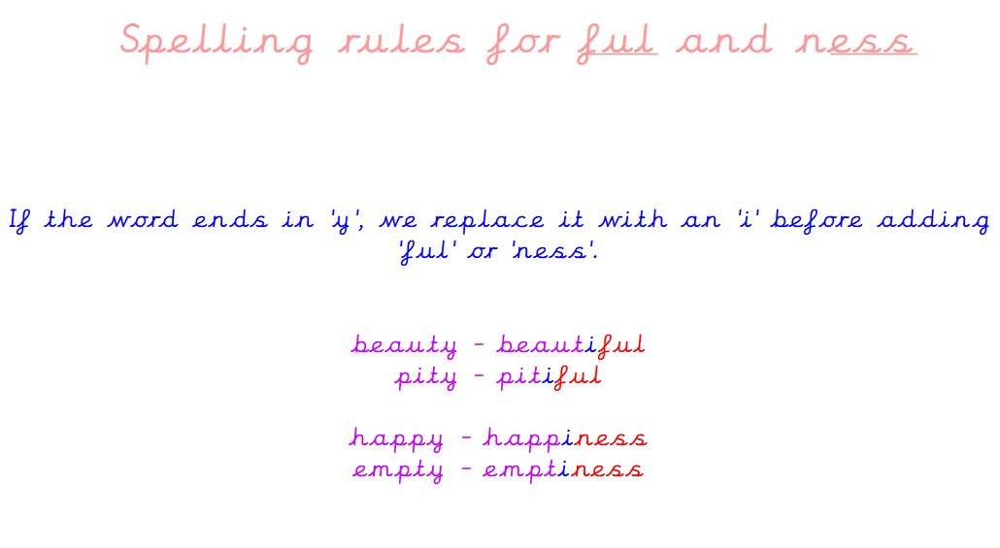 Spelling rules for ful and ness
If the word ends in 'y', we replace it with an 'i' before adding
'ful' or 'ness'.
beauty - beautiful
pity - pitiful
happy - happiness
empty - emptiness